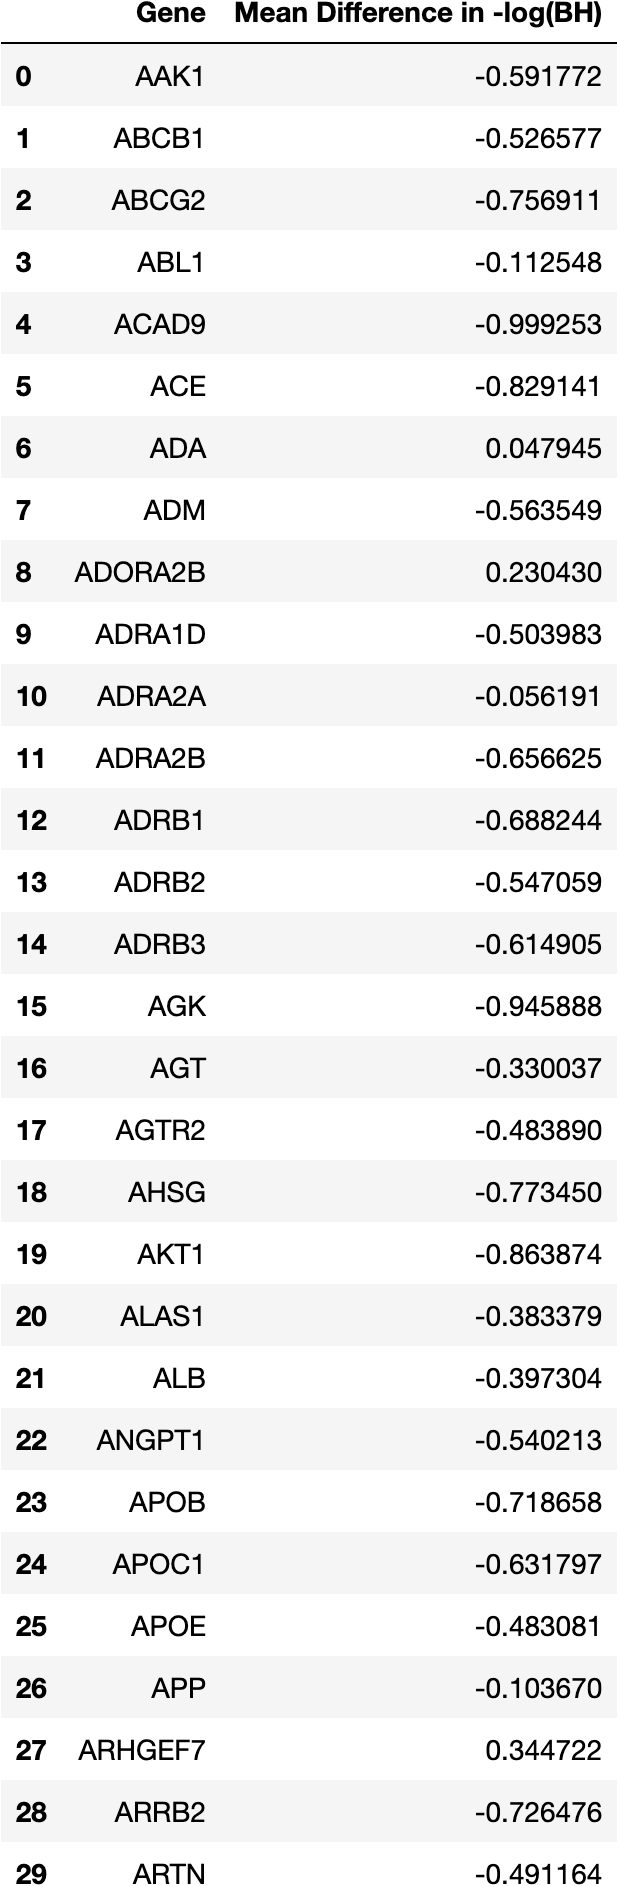 Gene Mean Difference in -log(BH)
0 AAK1 -0.591772
1 ABCB1 -0.526577
2 ABCG2 -0.756911
3 ABL1 -0.112548
4 ACAD9 -0.999253
5 ACE -0.829141
6 ADA 0.047945
7 ADM -0.563549
8 ADORA2B 0.230430
9 ADRA1D -0.503983
10 ADRA2A -0.056191
11 ADRA2B -0.656625
12 ADRB1 -0.688244
13 ADRB2 -0.547059
14 ADRB3 -0.614905
15 AGK -0.945888
16 AGT -0.330037
17 AGTR2 -0.483890
18 AHSG -0.773450
19 AKT1 -0.863874
20 ALAS1 -0.383379
21 ALB -0.397304
22 ANGPT1 -0.540213
23 APOB -0.718658
24 APOC1 -0.631797
25 APOE -0.483081
26 APP -0.103670
27 ARHGEF7 0.344722
28 ARRB2 -0.726476
29 ARTN -0.491164